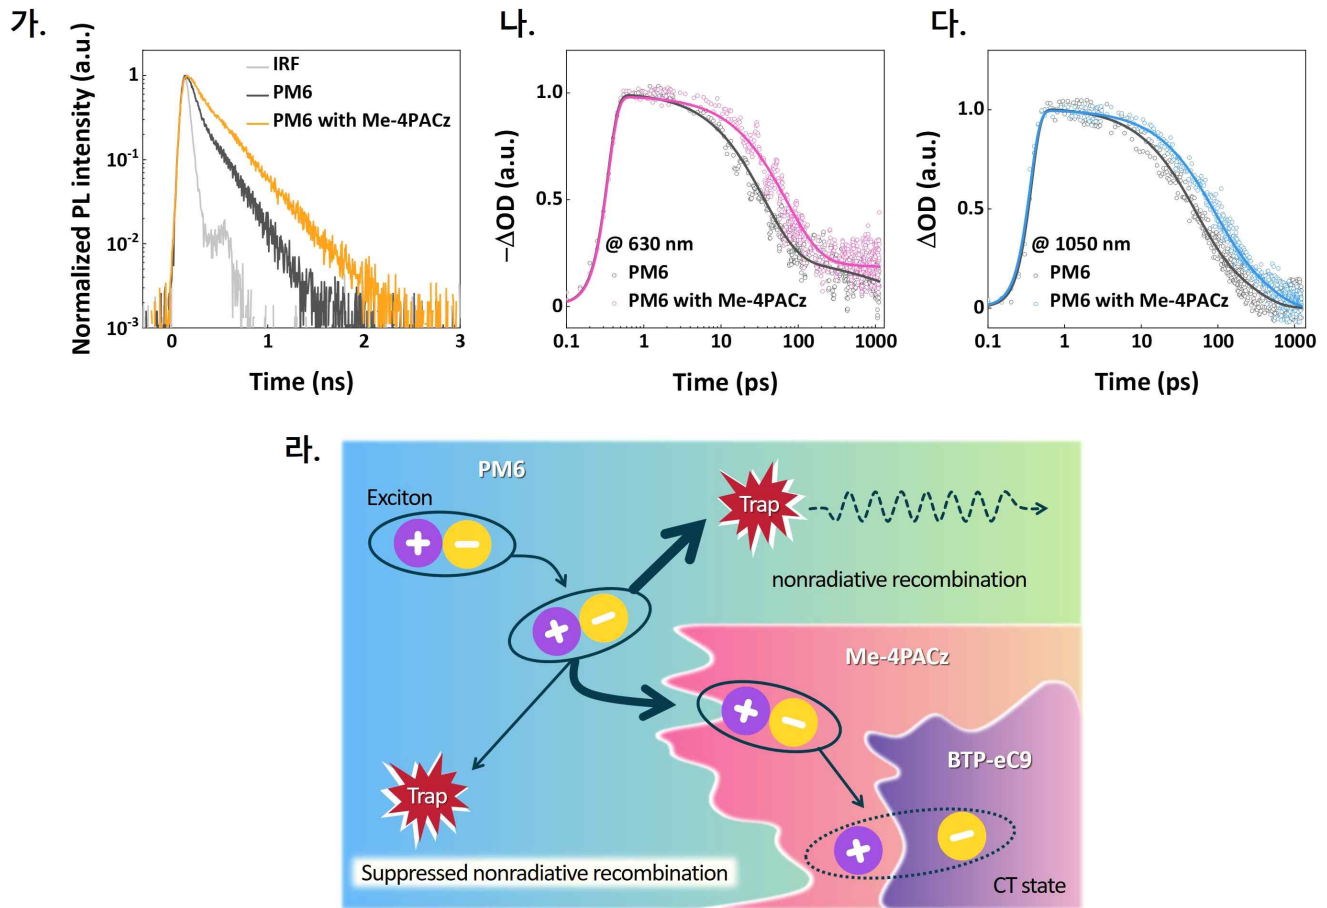 가.
Normalized PL intensity (a.u.)
1
10-1
10-2
10-3
IRF
PM6
PM6 with Me-4PACz
0
1
2
3
Time (ns)
나.
−ΔOD (a.u.)
1.0
0.5
0
@ 630 nm
PM6
PM6 with Me-4PACz
0.1
1
10
100
1000
Time (ps)
다.
ΔOD (a.u.)
1.0
0.5
0
@ 1050 nm
PM6
PM6 with Me-4PACz
0.1
1
10
100
1000
Time (ps)
라.
PM6
Exciton
+
−
Trap
nonradiative recombination
+
−
Me-4PACz
+
−
BTP-eC9
Trap
+
−
Suppressed nonradiative recombination
CT state